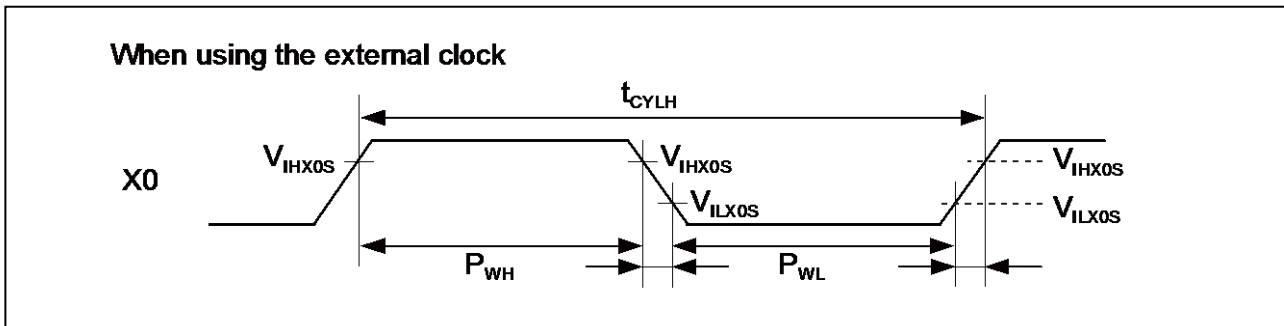 When using the external clock
tCYLH
X0
VIHX0S
VIHX0S
VILX0S
VIHX0S
VILX0S
PWH
PWL